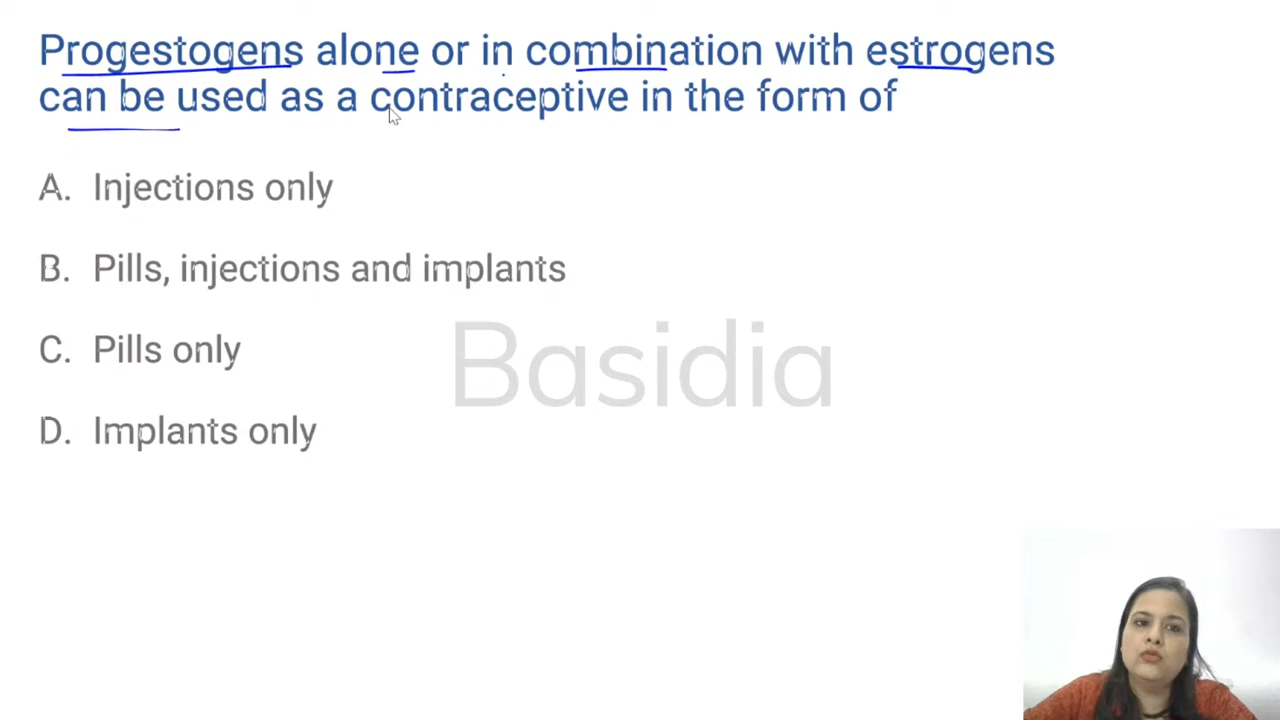 Progestogens alone or in combination with estrogens
can be used as a contraceptive in the form of
A. Injections only
B. Pills, injections and implants
Basidia
C. Pills only
D. Implants only